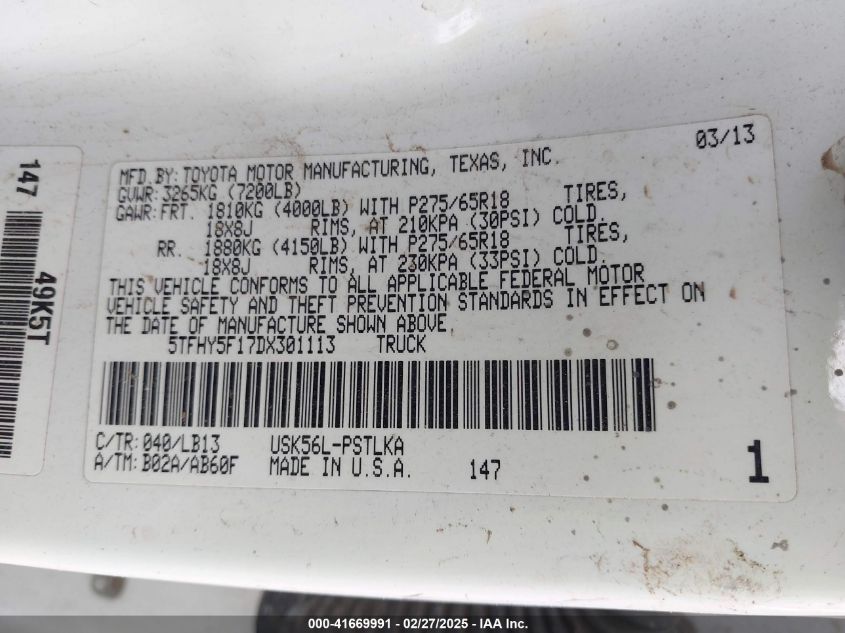 03/13
MFD.BY:TOYOTA MOTOR MANUFACTURING, TEXAS, INC.
GVWR:3265KG (7200LB)
GAWR:FRT. 1810KG (4000LB) WITH P275/65R18 TIRES,
18X8J RIMS, AT 210KPA (30PSI) COLD.
RR. 1880KG (4150LB) WITH P275/65R18 TIRES,
18X8J RIMS, AT 230KPA (33PSI) COLD.
THIS VEHICLE CONFORMS TO ALL APPLICABLE FEDERAL MOTOR
VEHICLE SAFETY AND THEFT PREVENTION STANDARDS IN EFFECT ON
THE DATE OF MANUFACTURE SHOWN ABOVE.
5TFHY5F17DX301113 TRUCK
C/TR:040/LB13 USK56L-PSTLKA
A/TM:B02A/AB60F MADE IN U.S.A. 147 1
147
49K5T
000-41669991 - 02/27/2025 - IAA Inc.